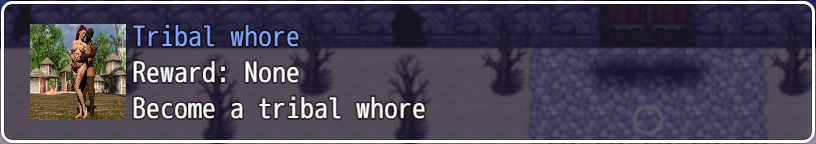 Tribal whore
Reward: None
Become a tribal whore